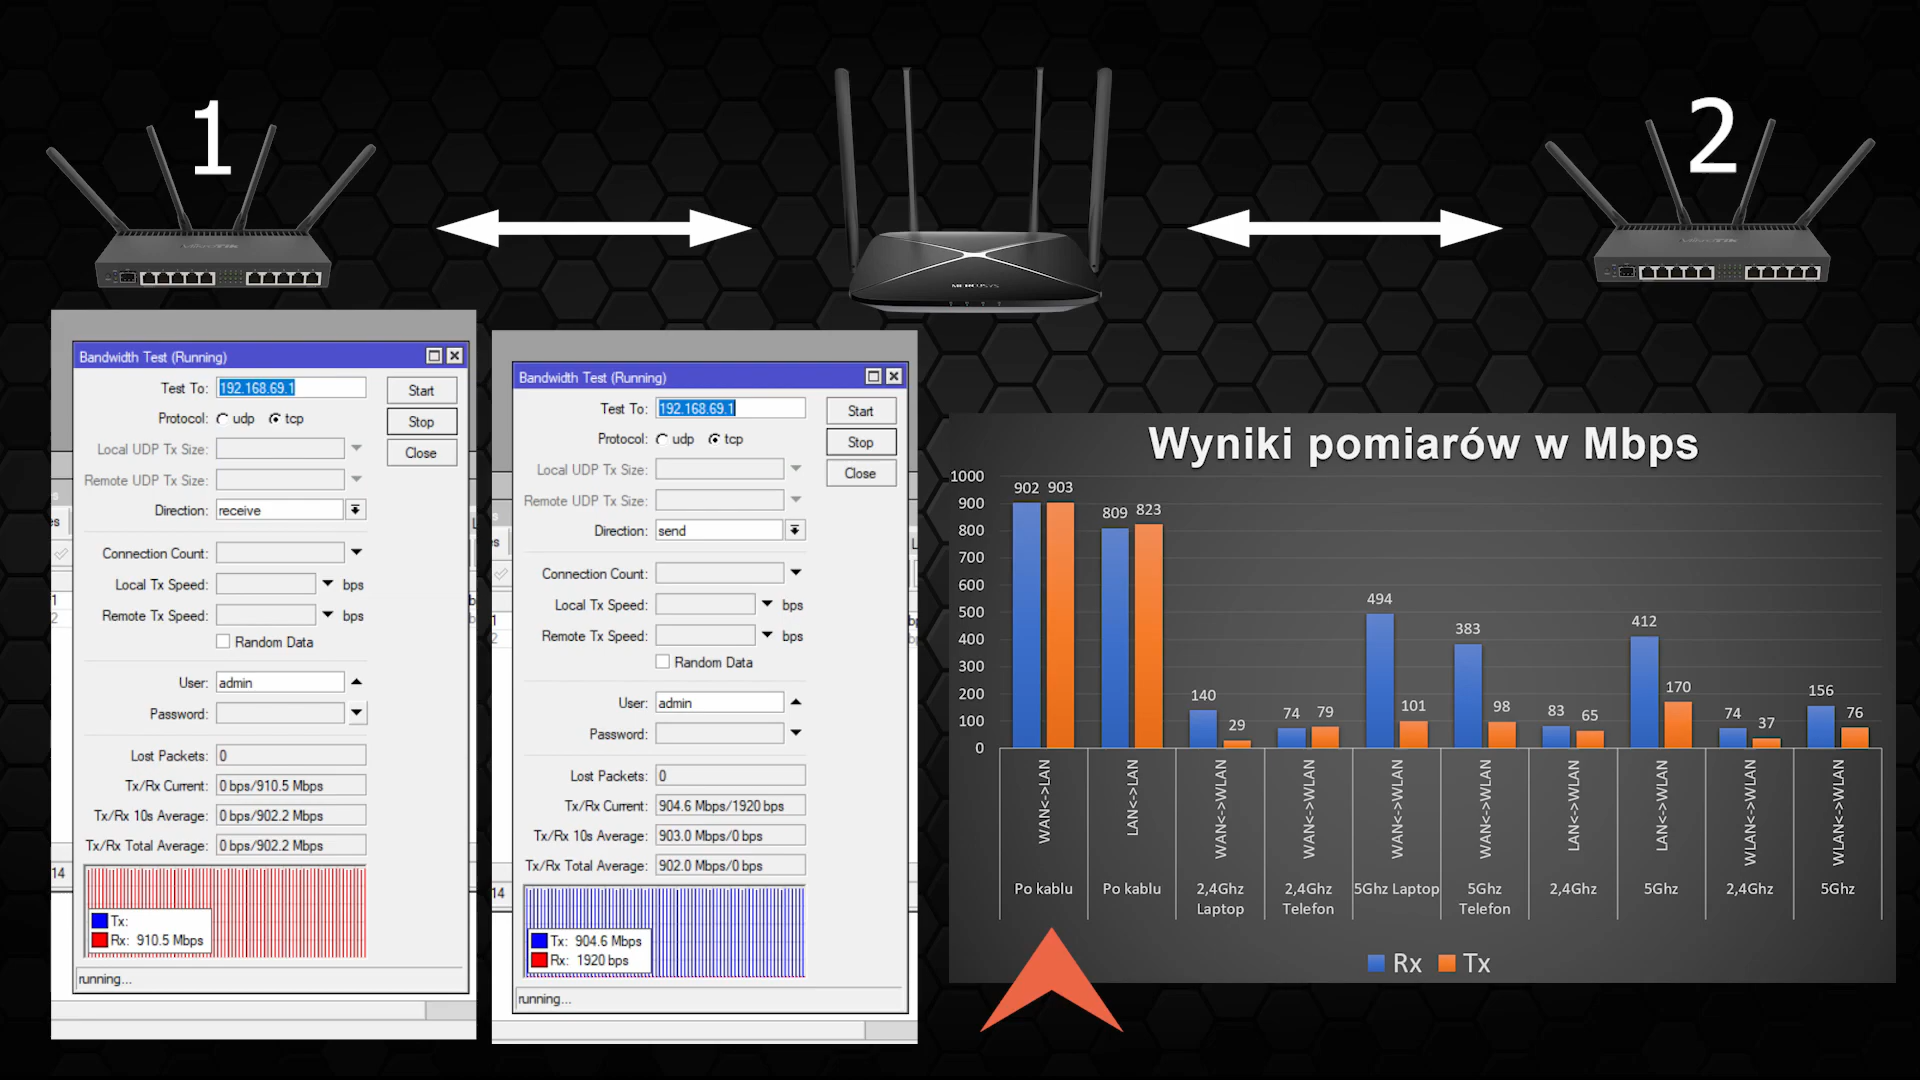 1
2
MikroTik
MikroTik
MERCUSYS
Bandwidth Test (Running)
Test To: 192.168.69.1
Start
Protocol: udp tcp
Stop
Local UDP Tx Size:
Close
Remote UDP Tx Size:
Direction: receive
Connection Count:
Local Tx Speed: bps
Remote Tx Speed: bps
Random Data
User: admin
Password:
Lost Packets: 0
Tx/Rx Current: 0 bps/910.5 Mbps
Tx/Rx 10s Average: 0 bps/902.2 Mbps
Tx/Rx Total Average: 0 bps/902.2 Mbps
14
Tx:
Rx: 910.5 Mbps
running...
Bandwidth Test (Running)
Test To: 192.168.69.1
Start
Protocol: udp tcp
Stop
Local UDP Tx Size:
Close
Remote UDP Tx Size:
Direction: send
Connection Count:
Local Tx Speed: bps
Remote Tx Speed: bps
Random Data
User: admin
Password:
Lost Packets: 0
Tx/Rx Current: 904.6 Mbps/1920 bps
Tx/Rx 10s Average: 903.0 Mbps/0 bps
Tx/Rx Total Average: 902.0 Mbps/0 bps
14
Tx: 904.6 Mbps
Rx: 1920 bps
running...
Wyniki pomiarów w Mbps
1000
900
800
700
600
500
400
300
200
100
0
902 903
809 823
140 29
74 79
494 101
383 98
83 65
412 170
74 37
156 76
WAN<->LAN
LAN<->LAN
WAN<->WLAN
WAN<->WLAN
WAN<->WLAN
WAN<->WLAN
LAN<->WLAN
LAN<->WLAN
WLAN<->WLAN
WLAN<->WLAN
Po kablu
Po kablu
2,4Ghz
Laptop
2,4Ghz
Telefon
5Ghz Laptop
5Ghz
Telefon
2,4Ghz
5Ghz
2,4Ghz
5Ghz
Rx Tx